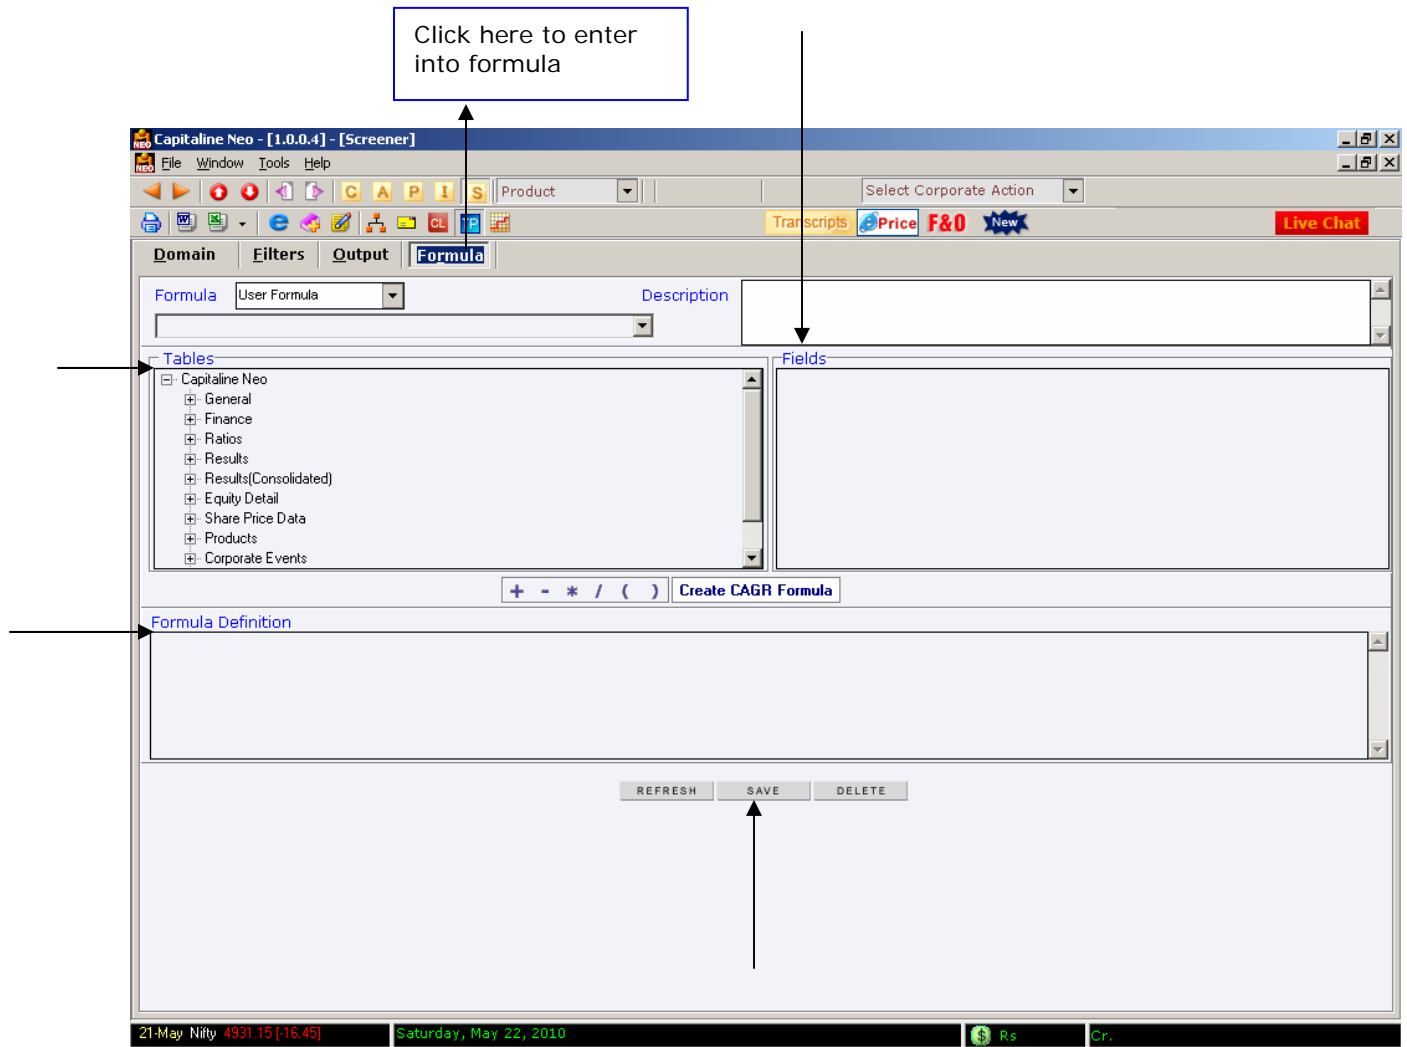 Click here to enter
into formula
Capitaline Neo - [1.0.0.4] - [Screener]
File Window Tools Help
C A P I S Product Select Corporate Action
CL TP Transcripts Price F&O New Live Chat
Domain Filters Output Formula
Formula User Formula Description
Tables Fields
Capitaline Neo
General
Finance
Ratios
Results
Results(Consolidated)
Equity Detail
Share Price Data
Products
Corporate Events
+ - * / ( ) Create CAGR Formula
Formula Definition
REFRESH SAVE DELETE
21-May Nifty 4931.15 [-16.45] Saturday, May 22, 2010 $ Rs Cr.